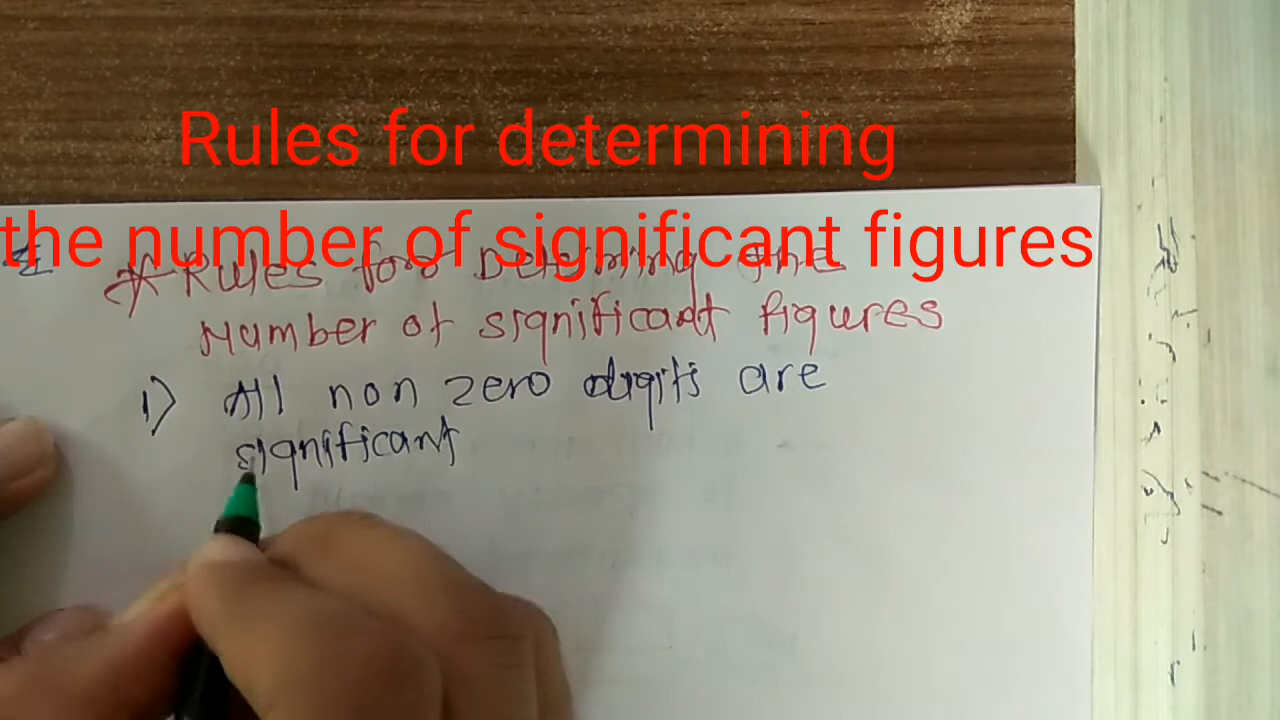 Rules for determining
the number of significant figures
* Rules for Determing the
Number of significant figures
1) All non zero digits are
significant